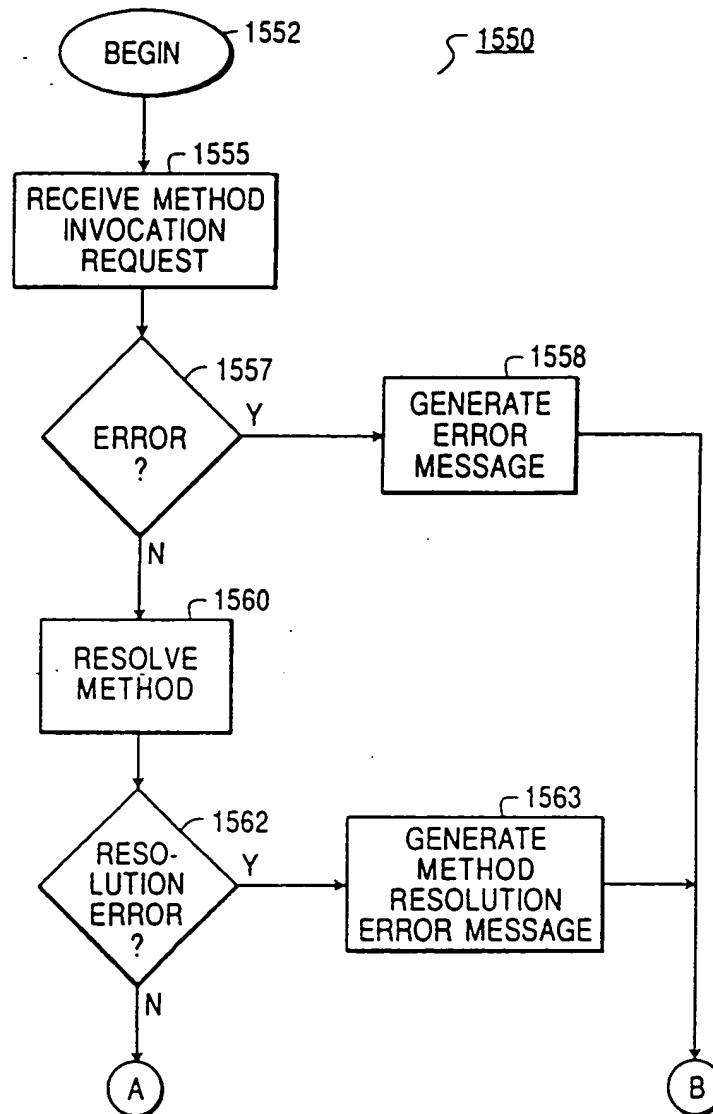 1552
1550
BEGIN
1555
RECEIVE METHOD
INVOCATION
REQUEST
1557
ERROR
?
Y
N
1558
GENERATE
ERROR
MESSAGE
1560
RESOLVE
METHOD
1562
RESO-
LUTION
ERROR
?
Y
N
1563
GENERATE
METHOD
RESOLUTION
ERROR MESSAGE
A
B